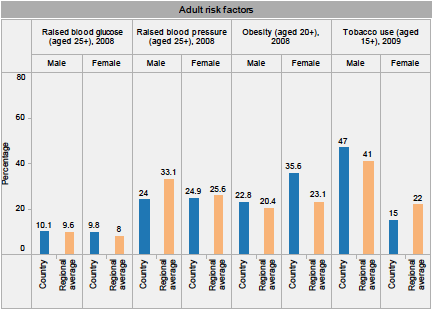 Adult risk factors
Raised blood glucose (aged 25+), 2008
Raised blood pressure (aged 25+), 2008
Obesity (aged 20+), 2008
Tobacco use (aged 15+), 2009
Male Female Male Female Male Female Male Female
Percentage
80
60
40
20
0
10.1 9.6 9.8 8 24 33.1 24.9 25.6 22.8 20.4 35.6 23.1 47 41 15 22
Country
Regional average
Country
Regional average
Country
Regional average
Country
Regional average
Country
Regional average
Country
Regional average
Country
Regional average
Country
Regional average